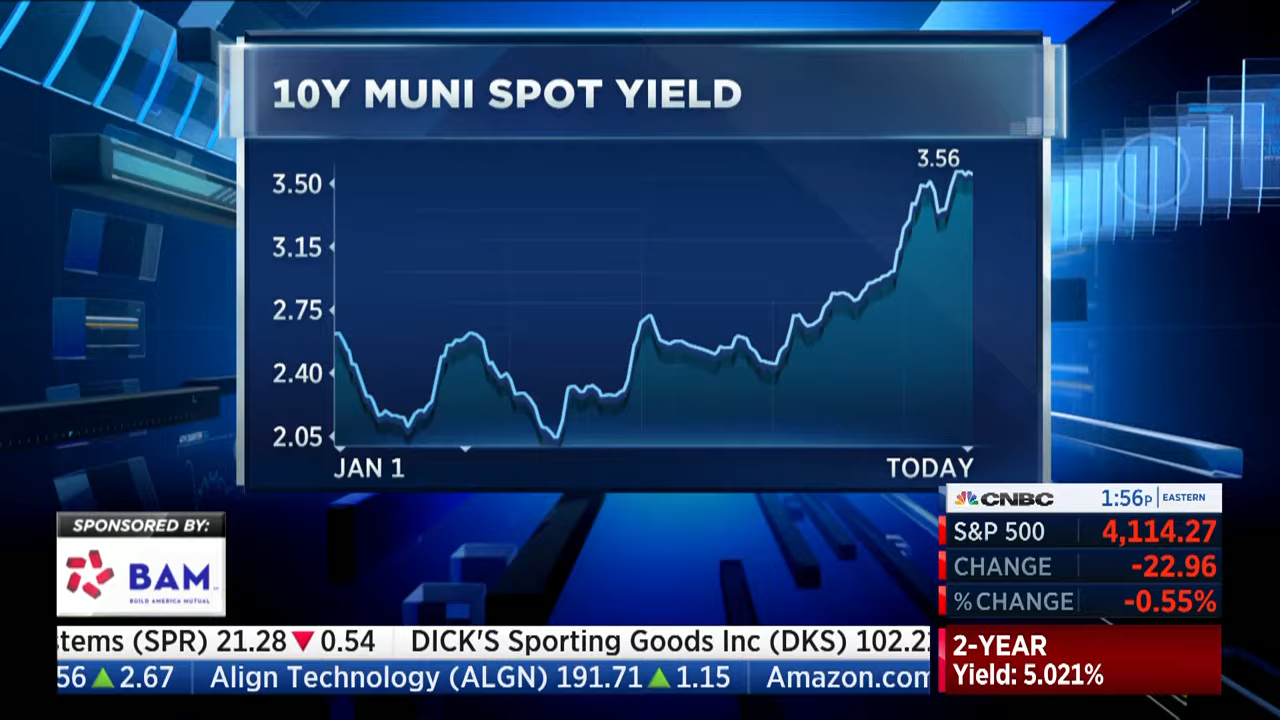 10Y MUNI SPOT YIELD
3.56
3.50
3.15
2.75
2.40
2.05
JAN 1
TODAY
CNBC 1:56P EASTERN
S&P 500 4,114.27
CHANGE -22.96
% CHANGE -0.55%
SPONSORED BY:
BAM
BUILD AMERICA MUTUAL
stems (SPR) 21.28 ▼ 0.54 DICK'S Sporting Goods Inc (DKS) 102.2
56 ▲ 2.67 Align Technology (ALGN) 191.71 ▲ 1.15 Amazon.com
2-YEAR
Yield: 5.021%